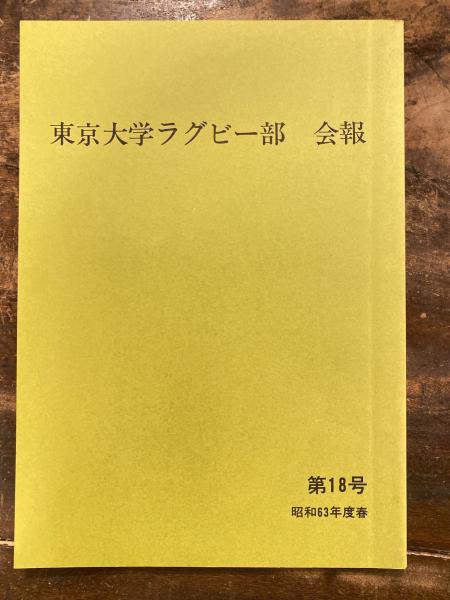 東京大学ラグビー部　会報
第18号
昭和63年度春